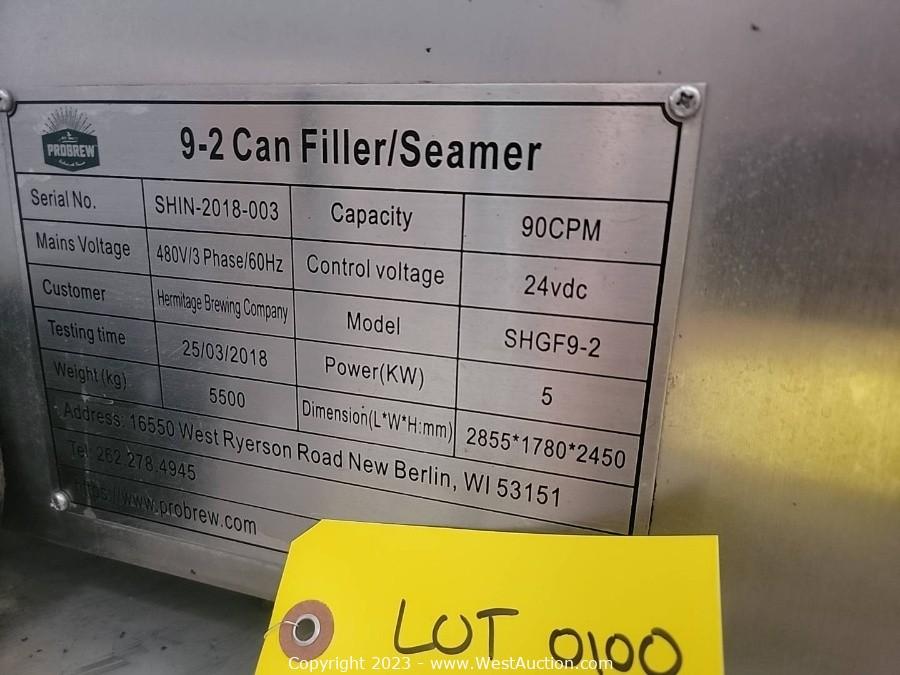 PROBREW
9-2 Can Filler/Seamer
Serial No. SHIN-2018-003 Capacity 90CPM
Mains Voltage 480V/3 Phase/60Hz Control voltage 24vdc
Customer Hermitage Brewing Company Model SHGF9-2
Testing time 25/03/2018 Power(KW) 5
Weight(kg) 5500 Dimension(L*W*H:mm) 2855*1780*2450
Address: 16550 West Ryerson Road New Berlin, WI 53151
Tel: 262.278.4945
https://www.probrew.com
LOT 0100
Copyright 2023 - www.WestAuction.com